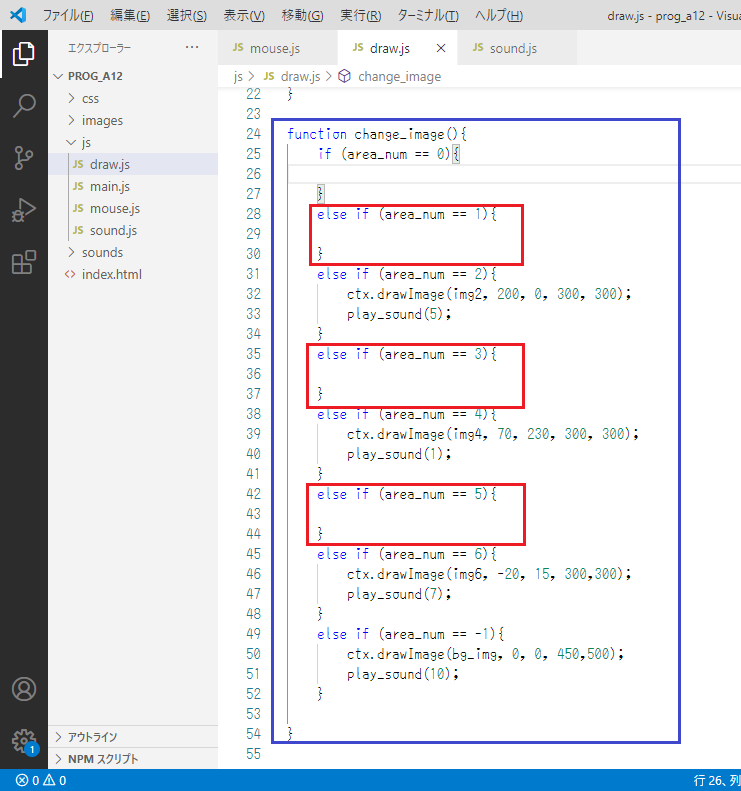 ファイル(F) 編集(E) 選択(S) 表示(V) 移動(G) 実行(R) ターミナル(T) ヘルプ(H) draw.js - prog_a12 - Visua
エクスプローラー ···
JS mouse.js JS draw.js × JS sound.js
js > JS draw.js > change_image
PROG_A12
css
images
js
JS draw.js
JS main.js
JS mouse.js
JS sound.js
sounds
<> index.html
アウトライン
NPM スクリプト
22 }
23
24 function change_image(){
25 if (area_num == 0){
26
27 }
28 else if (area_num == 1){
29
30 }
31 else if (area_num == 2){
32 ctx.drawImage(img2, 200, 0, 300, 300);
33 play_sound(5);
34 }
35 else if (area_num == 3){
36
37 }
38 else if (area_num == 4){
39 ctx.drawImage(img4, 70, 230, 300, 300);
40 play_sound(1);
41 }
42 else if (area_num == 5){
43
44 }
45 else if (area_num == 6){
46 ctx.drawImage(img6, -20, 15, 300,300);
47 play_sound(7);
48 }
49 else if (area_num == -1){
50 ctx.drawImage(bg_img, 0, 0, 450,500);
51 play_sound(10);
52 }
53
54 }
55
1
0 0
行 26、列